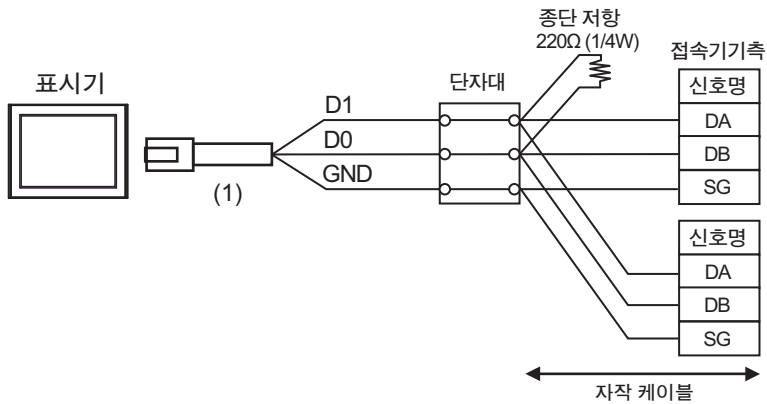 종단 저항
220Ω (1/4W)
접속기기측
표시기
단자대
신호명
D1
DA
D0
DB
GND
SG
(1)
신호명
DA
DB
SG
자작 케이블